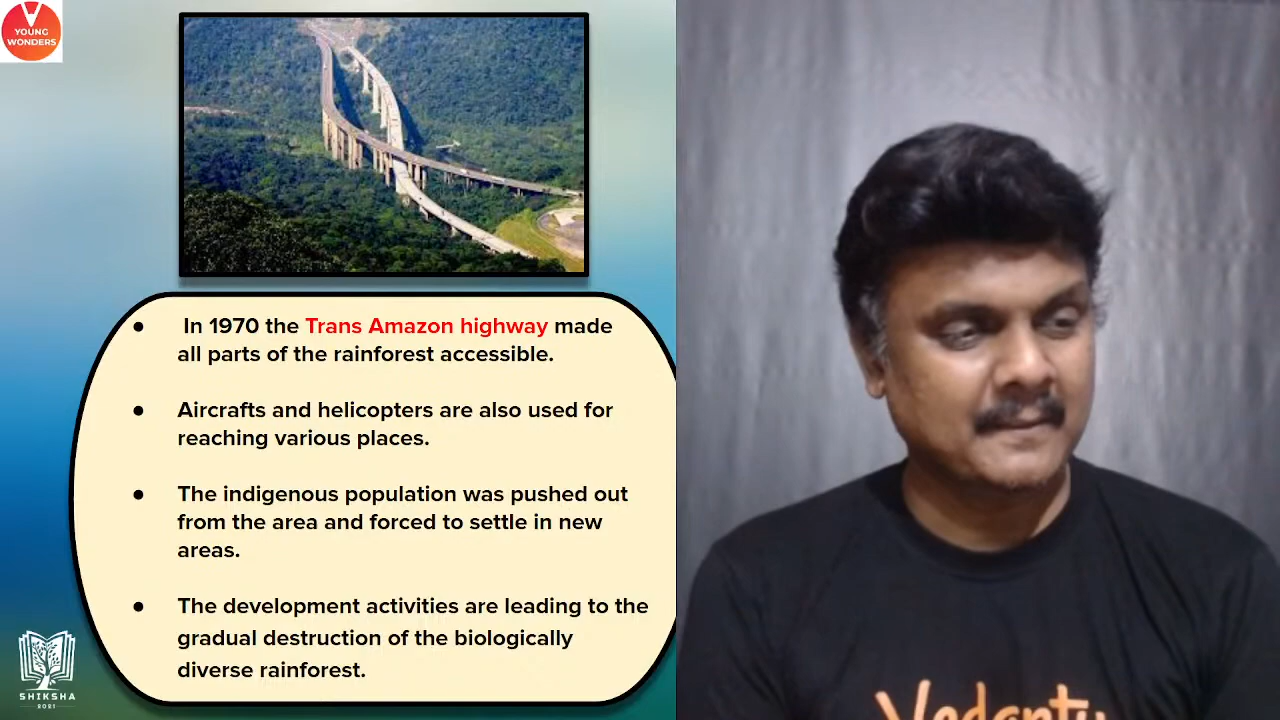 YOUNG
WONDERS
In 1970 the Trans Amazon highway made
all parts of the rainforest accessible.
Aircrafts and helicopters are also used for
reaching various places.
The indigenous population was pushed out
from the area and forced to settle in new
areas.
The development activities are leading to the
gradual destruction of the biologically
diverse rainforest.
SHIKSHA
2021
Vedantu